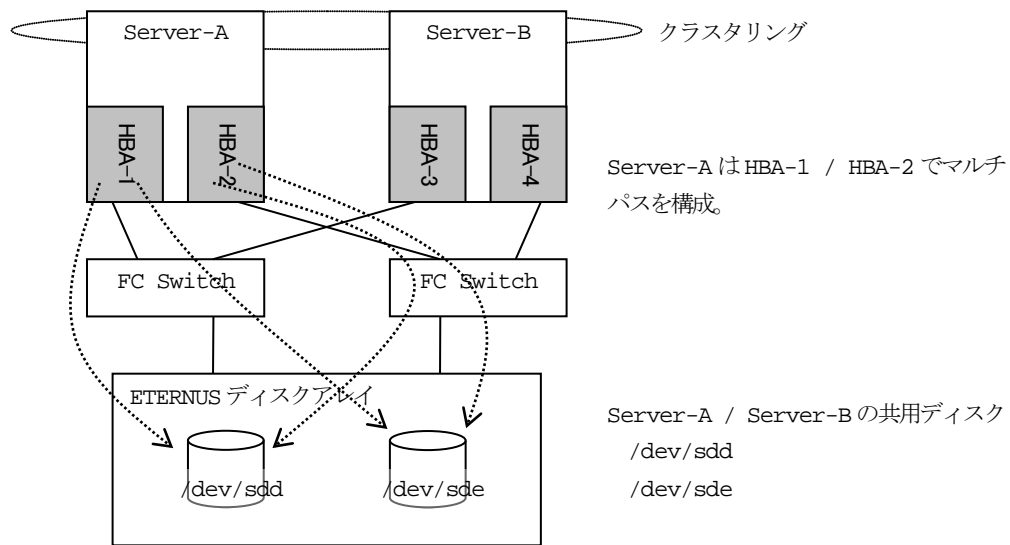 Server-A
Server-B
クラスタリング
HBA-1
HBA-2
HBA-3
HBA-4
Server-A は HBA-1 / HBA-2 でマルチ
パスを構成。
FC Switch
FC Switch
ETERNUS ディスクアレイ
Server-A / Server-B の共用ディスク
/dev/sdd
/dev/sde
/dev/sdd
/dev/sde